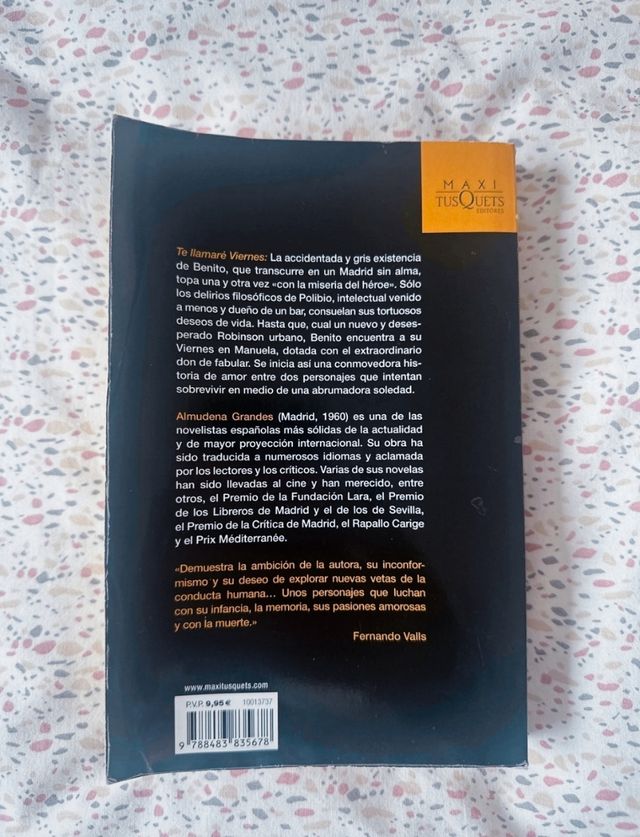 MAXI
TUSQUETS
EDITORES
Te llamaré Viernes: La accidentada y gris existencia
de Benito, que transcurre en un Madrid sin alma,
topa una y otra vez «con la miseria del héroe». Sólo
los delirios filosóficos de Polibio, intelectual venido
a menos y dueño de un bar, consuelan sus tortuosos
deseos de vida. Hasta que, cual un nuevo y deses-
perado Robinson urbano, Benito encuentra a su
Viernes en Manuela, dotada con el extraordinario
don de fabular. Se inicia así una conmovedora his-
toria de amor entre dos personajes que intentan
sobrevivir en medio de una abrumadora soledad.
Almudena Grandes (Madrid, 1960) es una de las
novelistas españolas más sólidas de la actualidad
y de mayor proyección internacional. Su obra ha
sido traducida a numerosos idiomas y aclamada
por los lectores y los críticos. Varias de sus novelas
han sido llevadas al cine y han merecido, entre
otros, el Premio de la Fundación Lara, el Premio
de los Libreros de Madrid y el de los de Sevilla,
el Premio de la Crítica de Madrid, el Rapallo Carige
y el Prix Méditerranée.
«Demuestra la ambición de la autora, su inconfor-
mismo y su deseo de explorar nuevas vetas de la
conducta humana... Unos personajes que luchan
con su infancia, la memoria, sus pasiones amorosas
y con la muerte.»
Fernando Valls
www.maxitusquets.com
P.V.P. 9,95 € 10013737
9 788483 835678